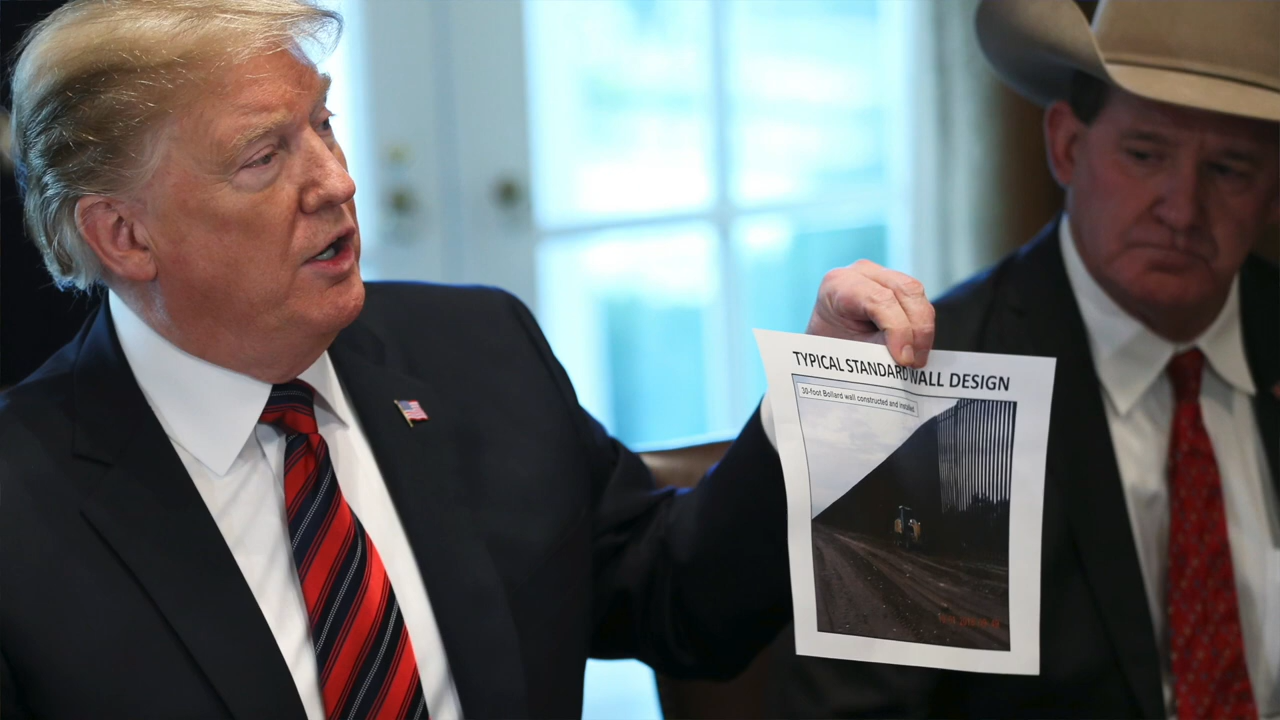 TYPICAL STANDARD WALL DESIGN
30-foot Bollard wall constructed and installed.